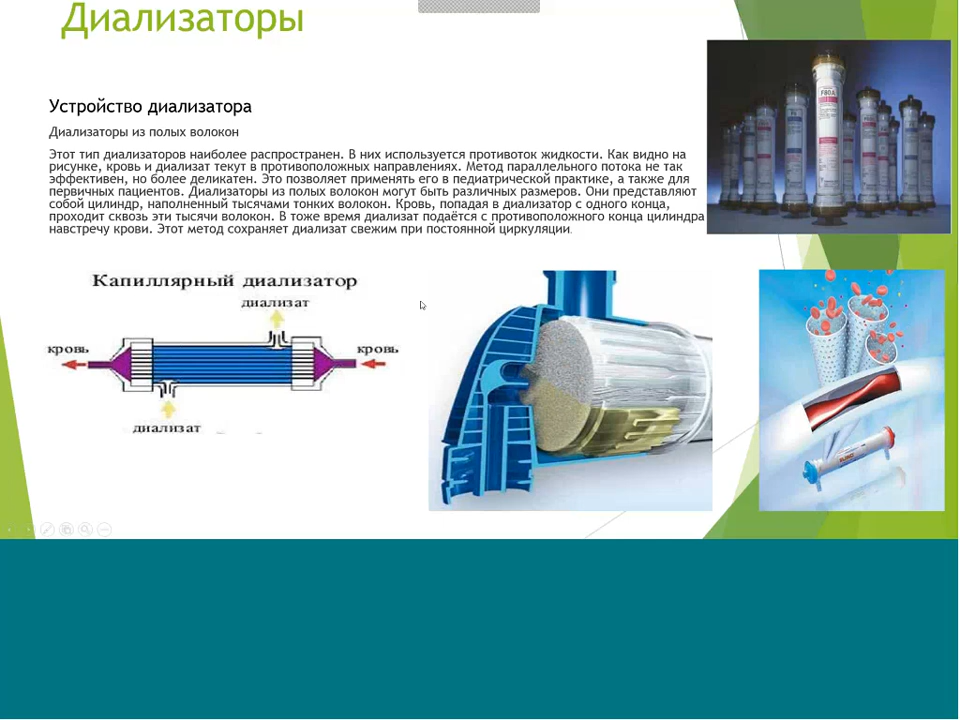 Диализаторы
Устройство диализатора
Диализаторы из полых волокон
Этот тип диализаторов наиболее распространен. В них используется противоток жидкости. Как видно на
рисунке, кровь и диализат текут в противоположных направлениях. Метод параллельного потока не так
эффективен, но более деликатен. Это позволяет применять его в педиатрической практике, а также для
первичных пациентов. Диализаторы из полых волокон могут быть различных размеров. Они представляют
собой цилиндр, наполненный тысячами тонких волокон. Кровь, попадая в диализатор с одного конца,
проходит сквозь эти тысячи волокон. В тоже время диализат подаётся с противоположного конца цилиндра
навстречу крови. Этот метод сохраняет диализат свежим при постоянной циркуляции.
F80A
Капиллярный диализатор
диализат
кровь
кровь
диализат